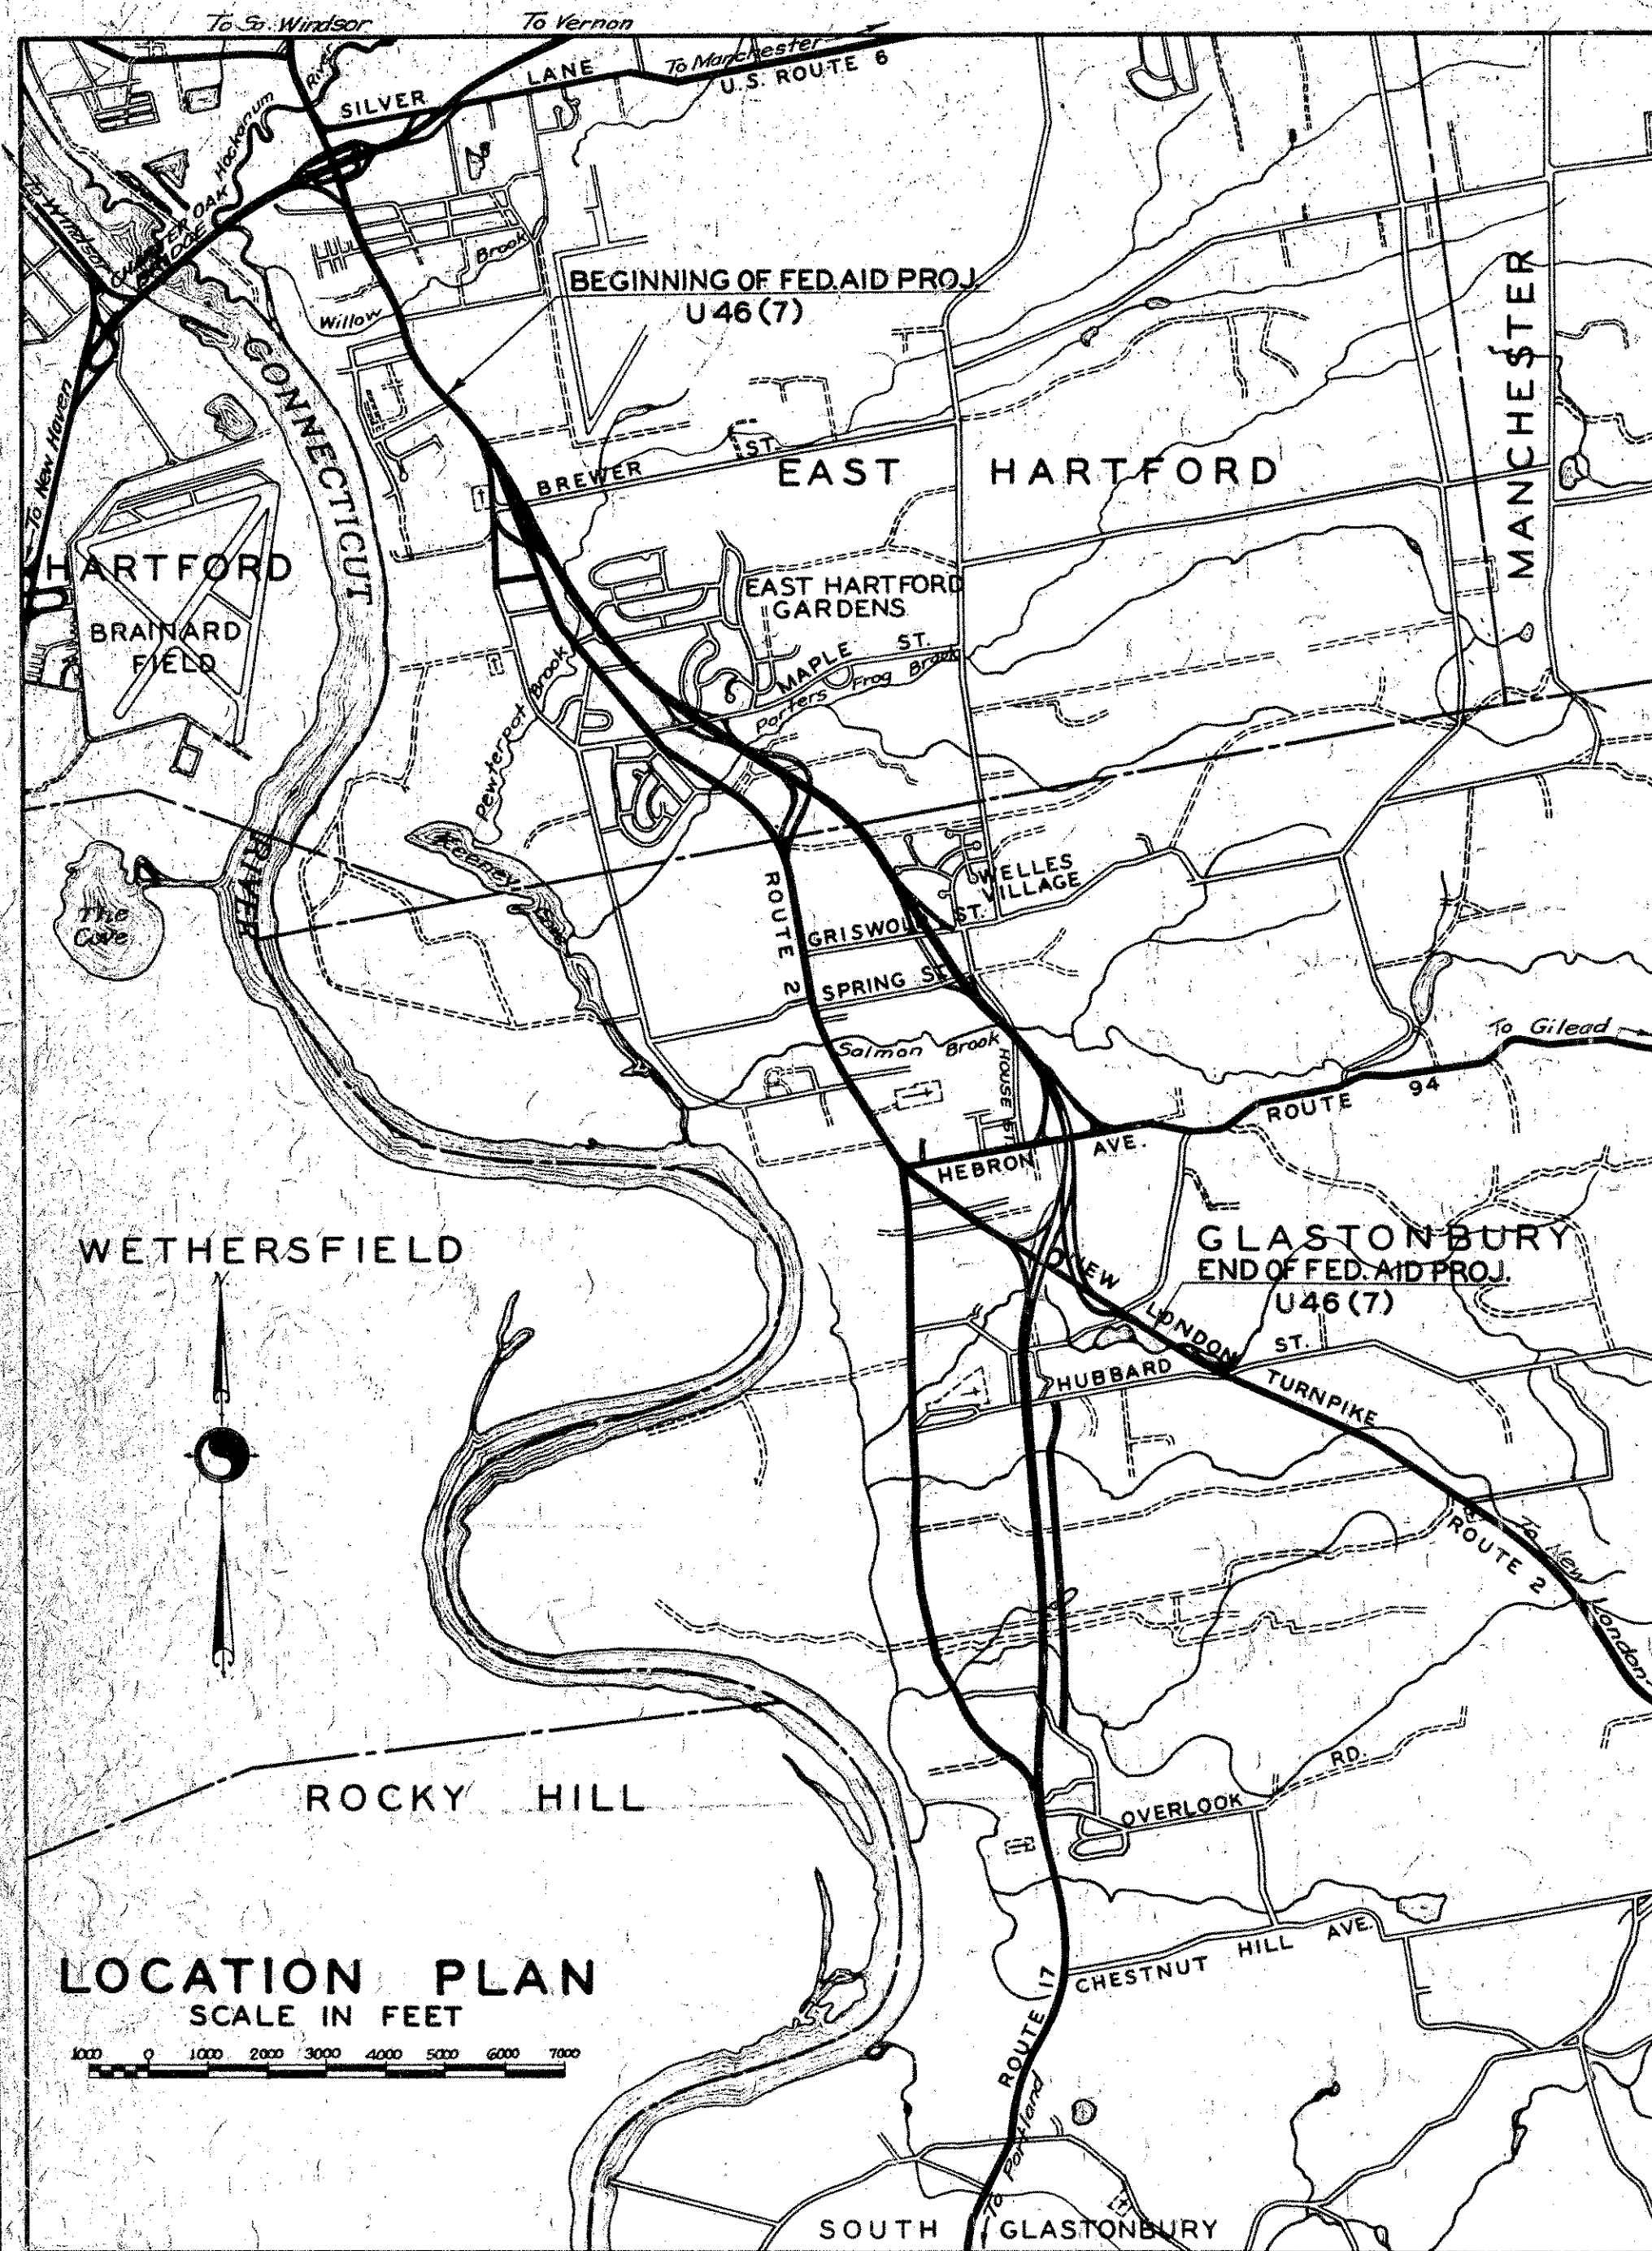 To So. Windsor
To Vernon
To Manchester
U.S. ROUTE 6
SILVER LANE
Hockanum River
To Windsor
CHARTER OAK
BRIDGE
Willow Brook
BEGINNING OF FED. AID PROJ.
U 46 (7)
To New Haven
CONNECTICUT RIVER
MANCHESTER
EAST HARTFORD
BREWER ST.
HARTFORD
BRAINARD
FIELD
EAST HARTFORD
GARDENS
MAPLE ST.
Porters Frog Brook
Pewterpot Brook
Keeney Cove
The
Cove
WELLES
VILLAGE
ROUTE 2
GRISWOLD ST.
SPRING ST.
Salmon Brook
HOUSE ST.
To Gilead
ROUTE 94
HEBRON AVE.
WETHERSFIELD
GLASTONBURY
END OF FED. AID PROJ.
U 46 (7)
NEW LONDON TURNPIKE
HUBBARD ST.
ROUTE 2
To New London
ROCKY HILL
OVERLOOK RD.
CHESTNUT HILL AVE.
ROUTE 17
To Portland
LOCATION PLAN
SCALE IN FEET
1000 0 1000 2000 3000 4000 5000 6000 7000
SOUTH GLASTONBURY